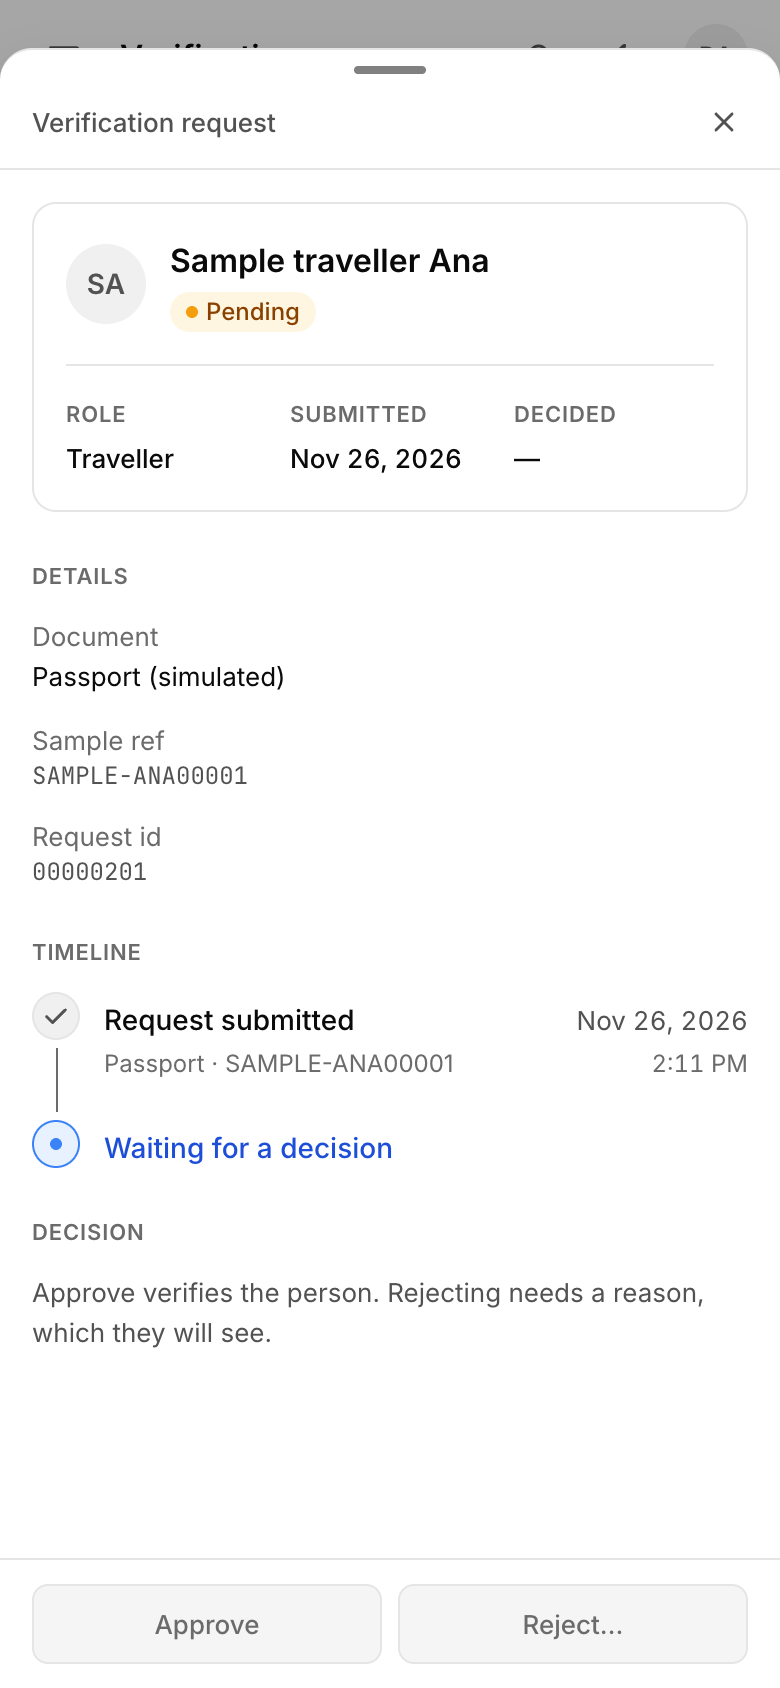 Verification request
SA
Sample traveller Ana
Pending
ROLE SUBMITTED DECIDED
Traveller Nov 26, 2026 —
DETAILS
Document
Passport (simulated)
Sample ref
SAMPLE-ANA00001
Request id
00000201
TIMELINE
Request submitted Nov 26, 2026
Passport · SAMPLE-ANA00001 2:11 PM
Waiting for a decision
DECISION
Approve verifies the person. Rejecting needs a reason,
which they will see.
Approve Reject...